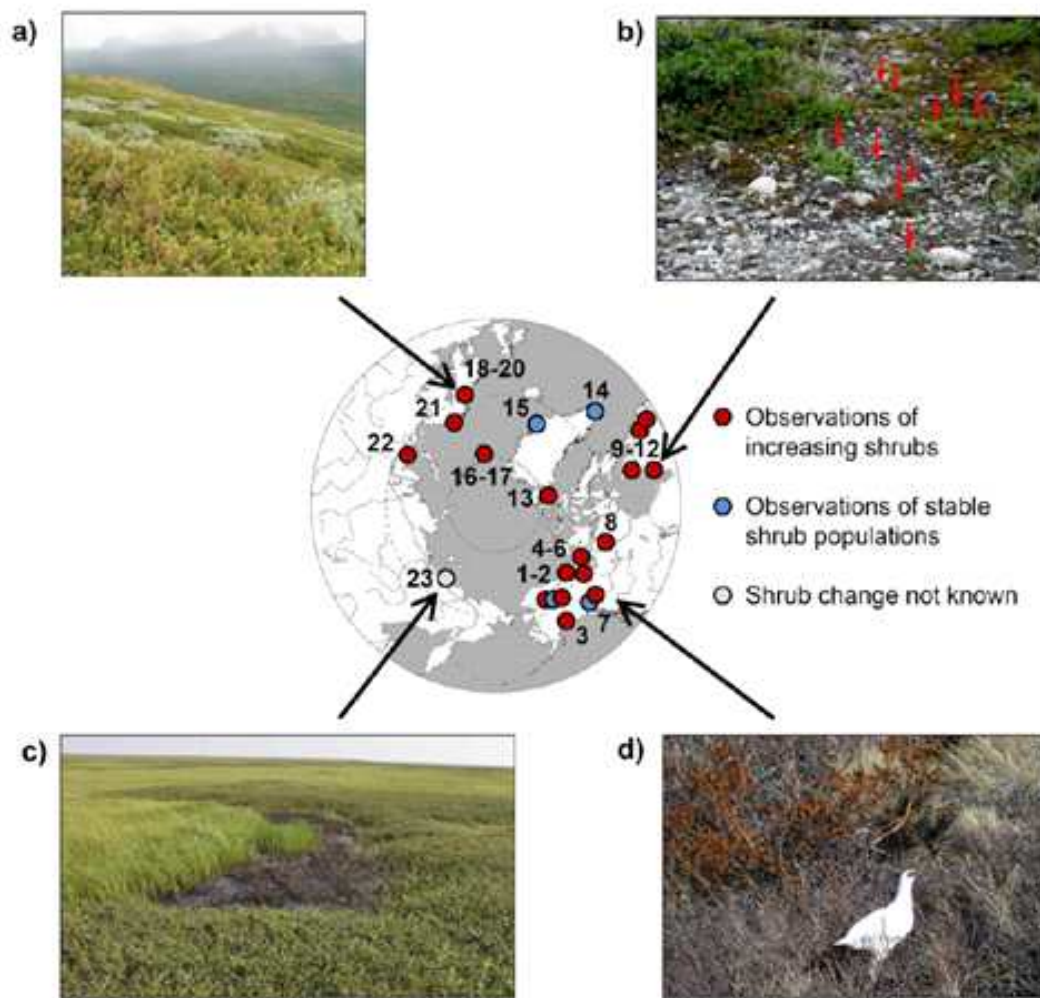 a)
b)
18-20
14
21
15
22
9-12
16-17
13
8
4-6
23
1-2
7
3
Observations of
increasing shrubs
Observations of stable
shrub populations
Shrub change not known
c)
d)